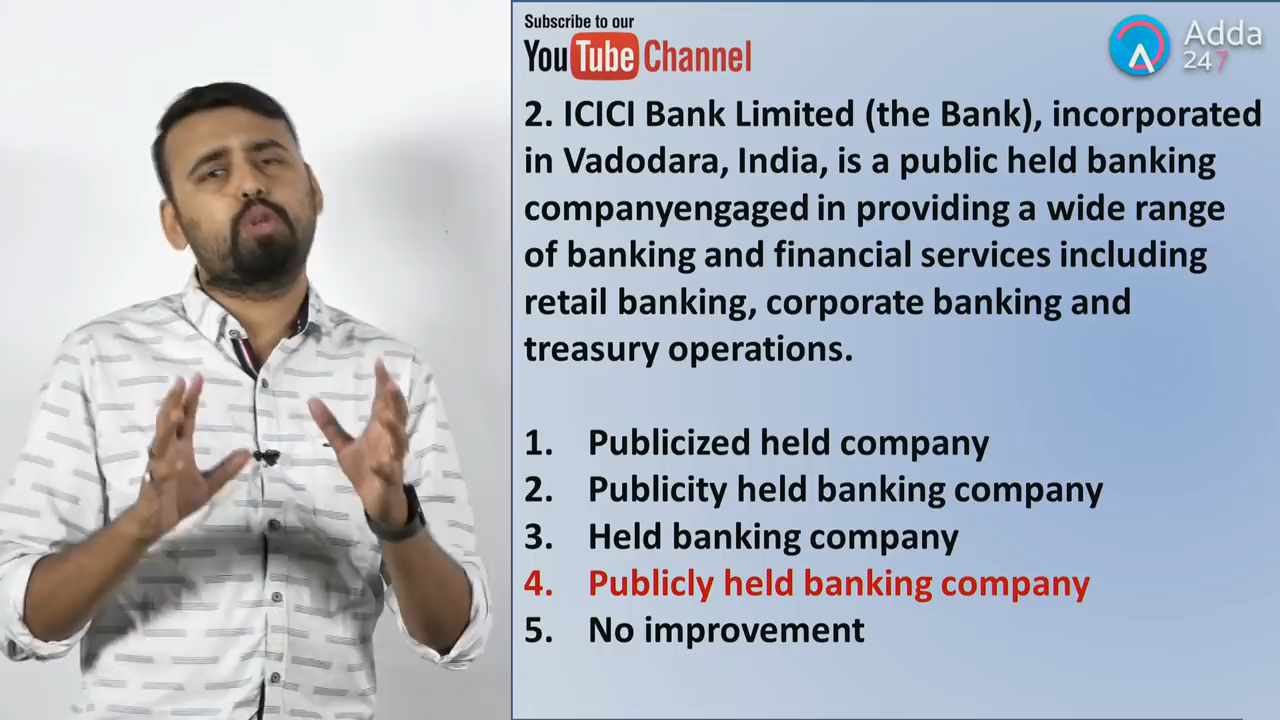 Subscribe to our
YouTube Channel
Adda
247
2. ICICI Bank Limited (the Bank), incorporated
in Vadodara, India, is a public held banking
companyengaged in providing a wide range
of banking and financial services including
retail banking, corporate banking and
treasury operations.
1. Publicized held company
2. Publicity held banking company
3. Held banking company
4. Publicly held banking company
5. No improvement